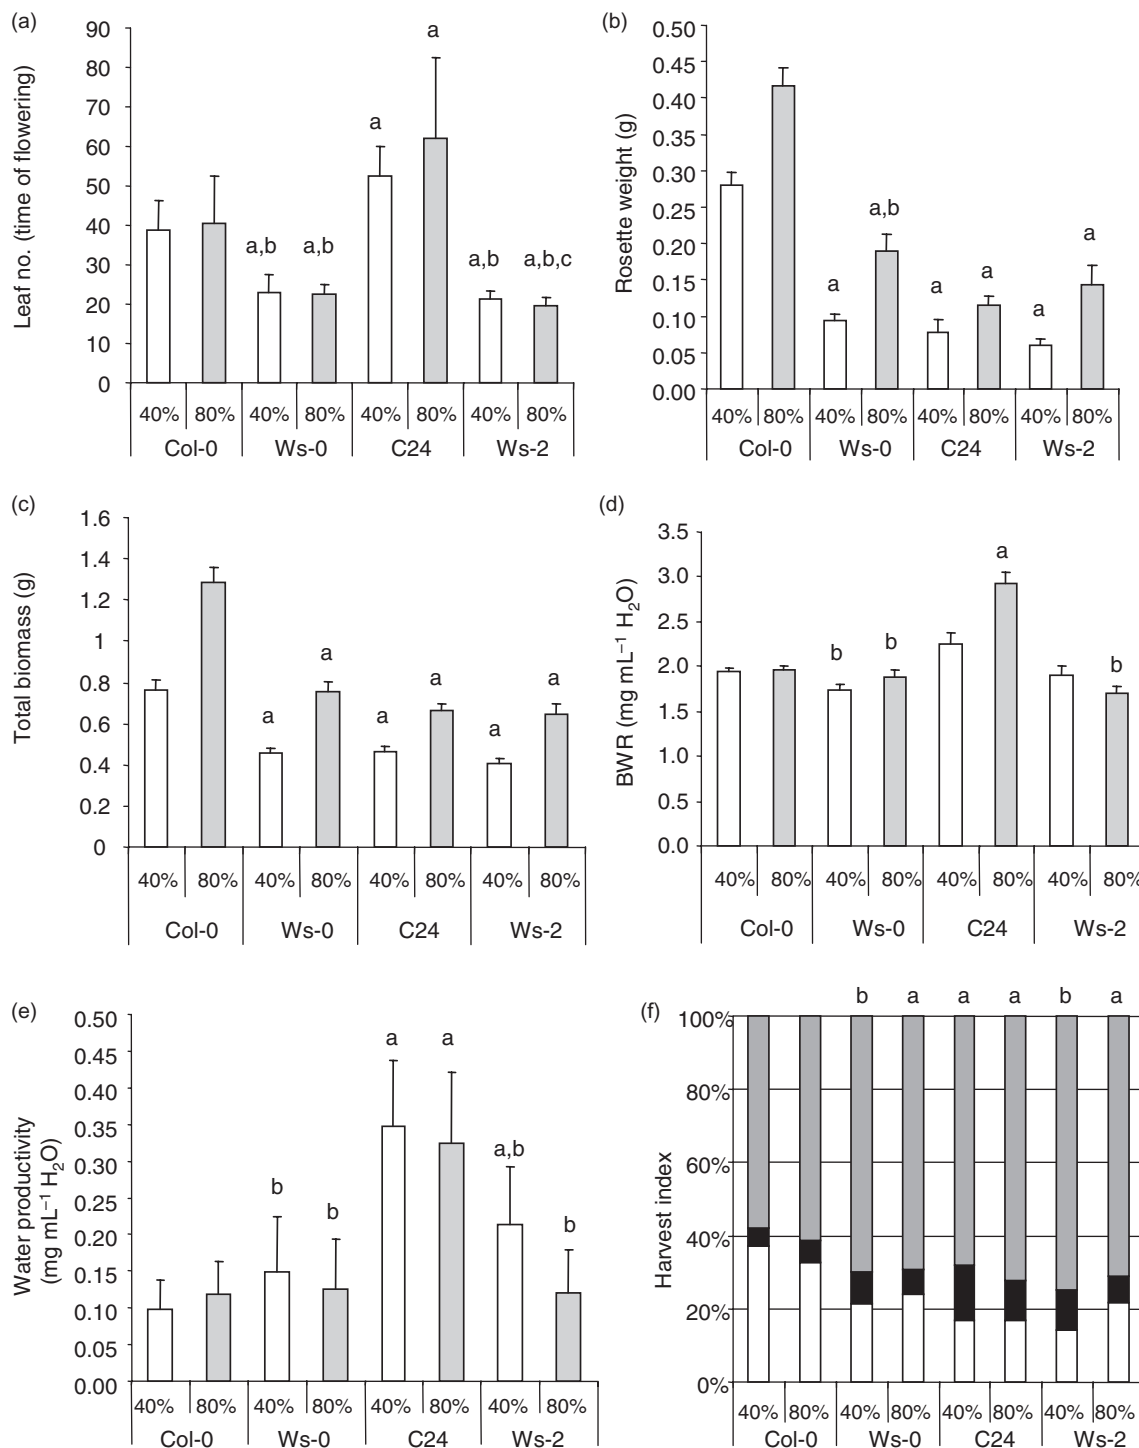 (a)
Leaf no. (time of flowering)
90
80
70
60
50
40
30
20
10
0
a,b
a,b
a
a
a,b
a,b,c
40% 80% 40% 80% 40% 80% 40% 80%
Col-0 Ws-0 C24 Ws-2
(b)
Rosette weight (g)
0.50
0.45
0.40
0.35
0.30
0.25
0.20
0.15
0.10
0.05
0.00
a
a,b
a
a
a
a
40% 80% 40% 80% 40% 80% 40% 80%
Col-0 Ws-0 C24 Ws-2
(c)
Total biomass (g)
1.6
1.4
1.2
1
0.8
0.6
0.4
0.2
0
a
a
a
a
a
a
40% 80% 40% 80% 40% 80% 40% 80%
Col-0 Ws-0 C24 Ws-2
(d)
BWR (mg mL⁻¹ H₂O)
3.5
3.0
2.5
2.0
1.5
1.0
0.5
0.0
b
b
a
b
40% 80% 40% 80% 40% 80% 40% 80%
Col-0 Ws-0 C24 Ws-2
(e)
Water productivity
(mg mL⁻¹ H₂O)
0.50
0.45
0.40
0.35
0.30
0.25
0.20
0.15
0.10
0.05
0.00
b
b
a
a
a,b
b
40% 80% 40% 80% 40% 80% 40% 80%
Col-0 Ws-0 C24 Ws-2
(f)
Harvest index
b a a a b a
100%
80%
60%
40%
20%
0%
40% 80% 40% 80% 40% 80% 40% 80%
Col-0 Ws-0 C24 Ws-2